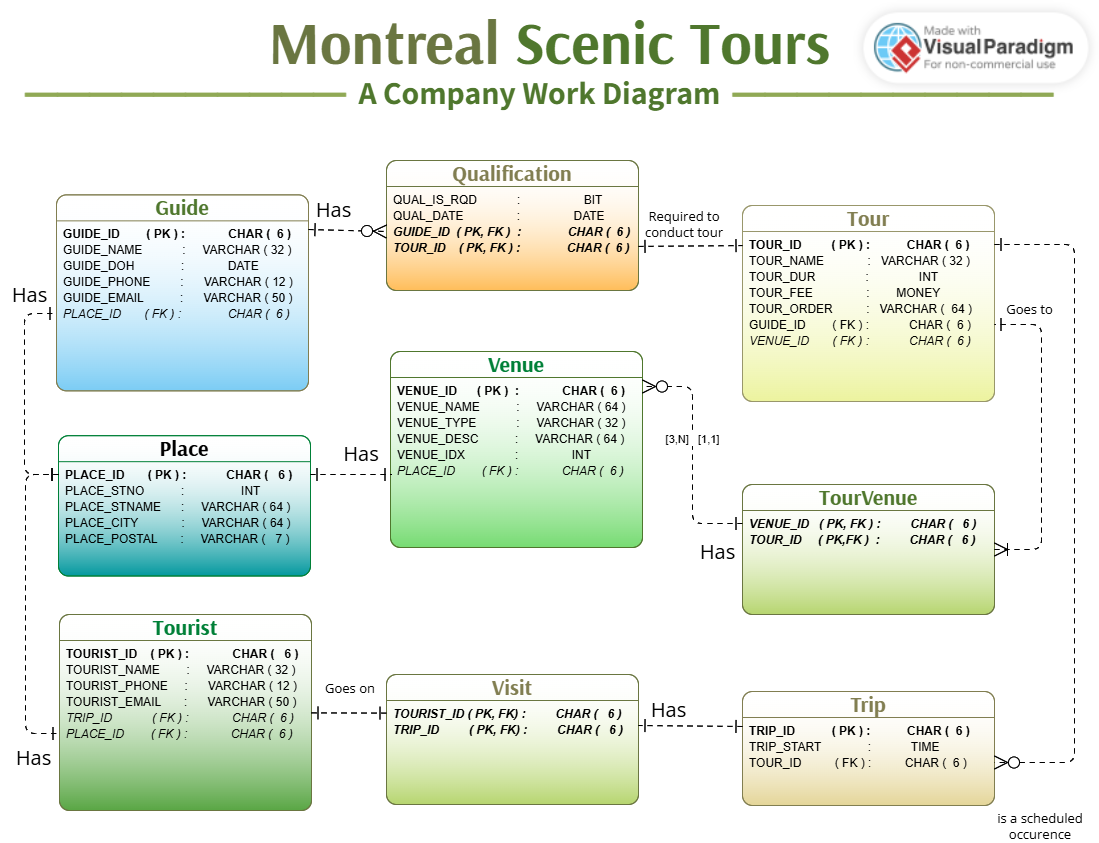 Montreal Scenic Tours
A Company Work Diagram
Made with
VisualParadigm
For non-commercial use
Guide
GUIDE_ID ( PK ) : CHAR ( 6 )
GUIDE_NAME : VARCHAR ( 32 )
GUIDE_DOH : DATE
GUIDE_PHONE : VARCHAR ( 12 )
GUIDE_EMAIL : VARCHAR ( 50 )
PLACE_ID ( FK ) : CHAR ( 6 )
Has
Has
Qualification
QUAL_IS_RQD : BIT
QUAL_DATE : DATE
GUIDE_ID ( PK, FK ) : CHAR ( 6 )
TOUR_ID ( PK, FK ) : CHAR ( 6 )
Required to
conduct tour
Tour
TOUR_ID ( PK ) : CHAR ( 6 )
TOUR_NAME : VARCHAR ( 32 )
TOUR_DUR : INT
TOUR_FEE : MONEY
TOUR_ORDER : VARCHAR ( 64 )
GUIDE_ID ( FK ) : CHAR ( 6 )
VENUE_ID ( FK ) : CHAR ( 6 )
Goes to
Place
PLACE_ID ( PK ) : CHAR ( 6 )
PLACE_STNO : INT
PLACE_STNAME : VARCHAR ( 64 )
PLACE_CITY : VARCHAR ( 64 )
PLACE_POSTAL : VARCHAR ( 7 )
Has
Venue
VENUE_ID ( PK ) : CHAR ( 6 )
VENUE_NAME : VARCHAR ( 64 )
VENUE_TYPE : VARCHAR ( 32 )
VENUE_DESC : VARCHAR ( 64 )
VENUE_IDX : INT
PLACE_ID ( FK ) : CHAR ( 6 )
[3,N] [1,1]
Has
TourVenue
VENUE_ID ( PK, FK ) : CHAR ( 6 )
TOUR_ID ( PK,FK ) : CHAR ( 6 )
Tourist
TOURIST_ID ( PK ) : CHAR ( 6 )
TOURIST_NAME : VARCHAR ( 32 )
TOURIST_PHONE : VARCHAR ( 12 )
TOURIST_EMAIL : VARCHAR ( 50 )
TRIP_ID ( FK ) : CHAR ( 6 )
PLACE_ID ( FK ) : CHAR ( 6 )
Has
Goes on
Visit
TOURIST_ID ( PK, FK) : CHAR ( 6 )
TRIP_ID ( PK, FK) : CHAR ( 6 )
Has
Trip
TRIP_ID ( PK ) : CHAR ( 6 )
TRIP_START : TIME
TOUR_ID ( FK ) : CHAR ( 6 )
is a scheduled
occurence